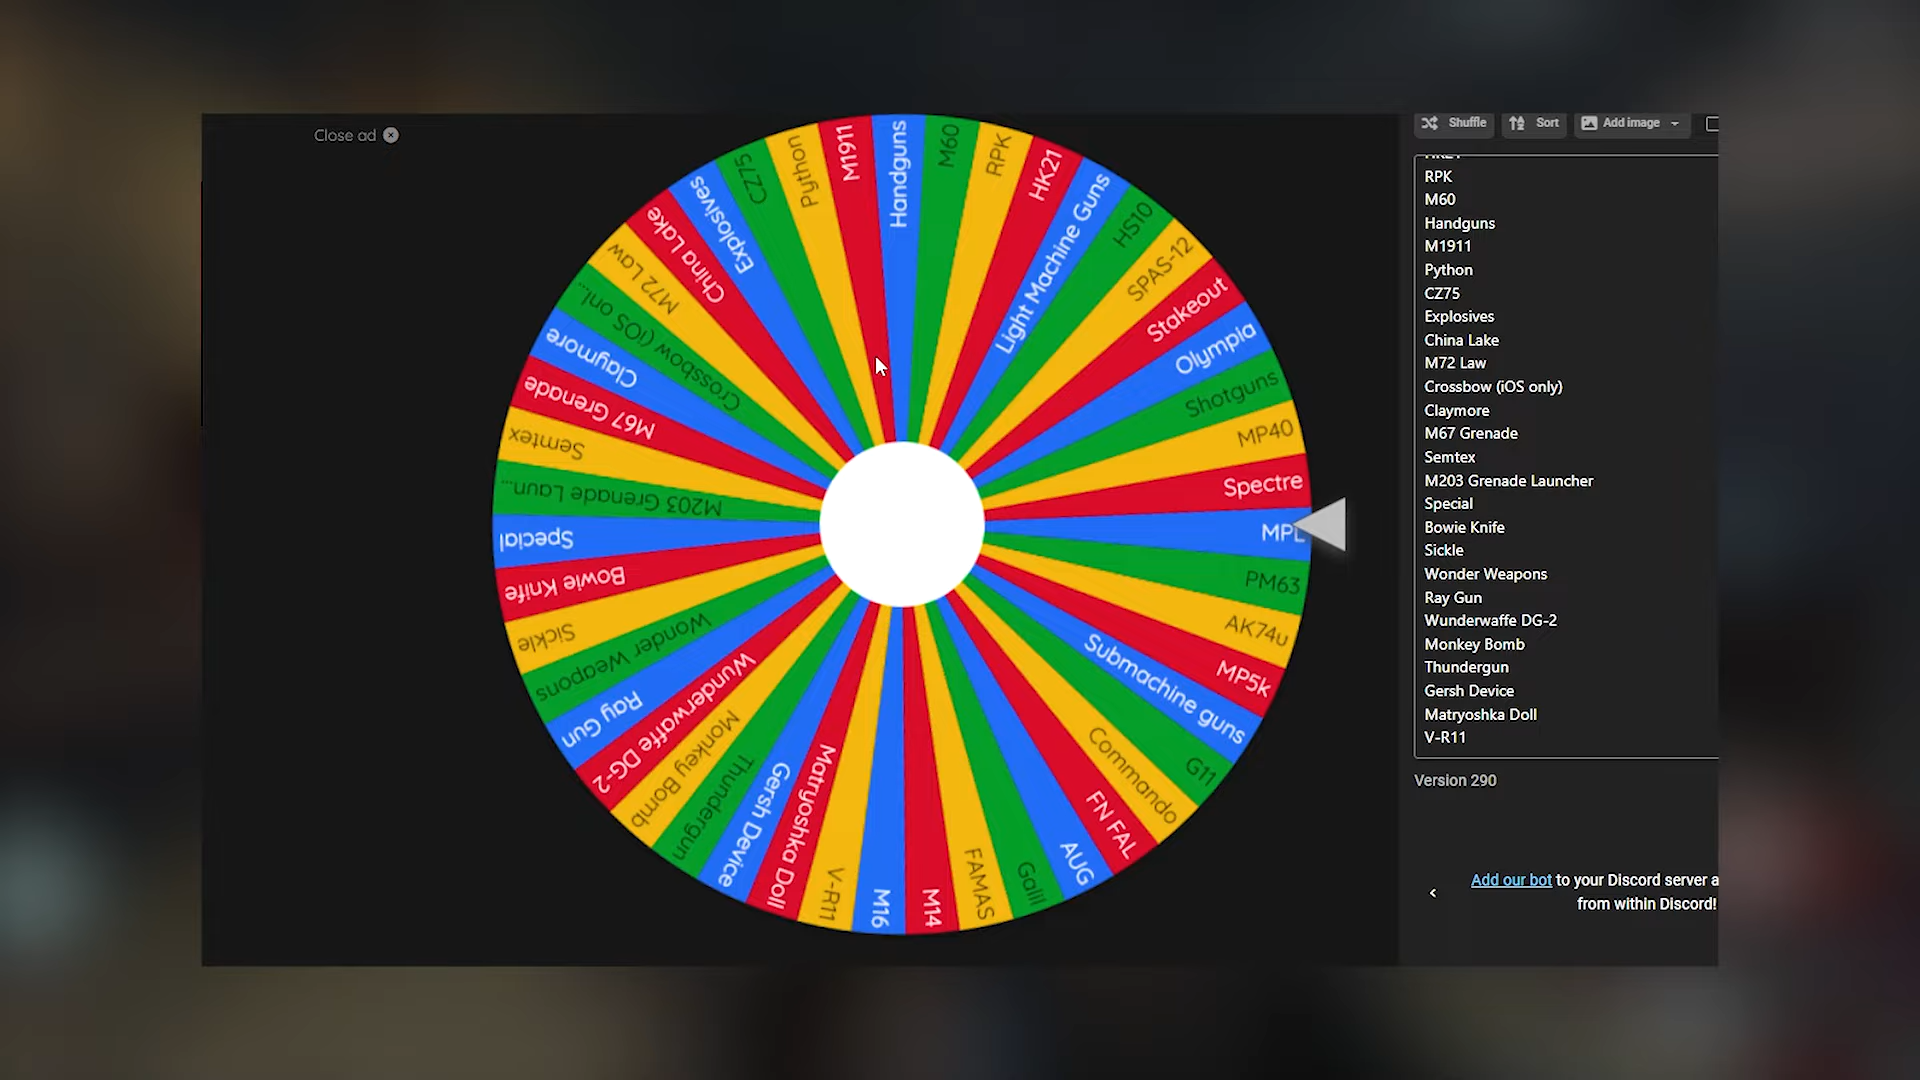 Close ad
Shuffle
Sort
Add image
RPK
M60
Handguns
M1911
Python
CZ75
Explosives
China Lake
M72 Law
Crossbow (iOS only)
Claymore
M67 Grenade
Semtex
M203 Grenade Launcher
Special
Bowie Knife
Sickle
Wonder Weapons
Ray Gun
Wunderwaffe DG-2
Monkey Bomb
Thundergun
Gersh Device
Matryoshka Doll
V-R11
Version 290
Add our bot to your Discord server a
from within Discord!
Handguns
M60
RPK
HK21
Light Machine Guns
HS10
SPAS-12
Stakeout
Olympia
Shotguns
MP40
Spectre
MPL
PM63
AK74u
MP5k
Submachine guns
G11
Commando
FN FAL
AUG
Galil
FAMAS
M14
M16
V-R11
Matryoshka Doll
Gersh Device
Thundergun
Monkey Bomb
Wunderwaffe DG-2
Ray Gun
Wonder Weapons
Sickle
Bowie Knife
Special
M203 Grenade Laun...
Semtex
M67 Grenade
Claymore
Crossbow (iOS onl...
M72 Law
China Lake
Explosives
CZ75
Python
M1911